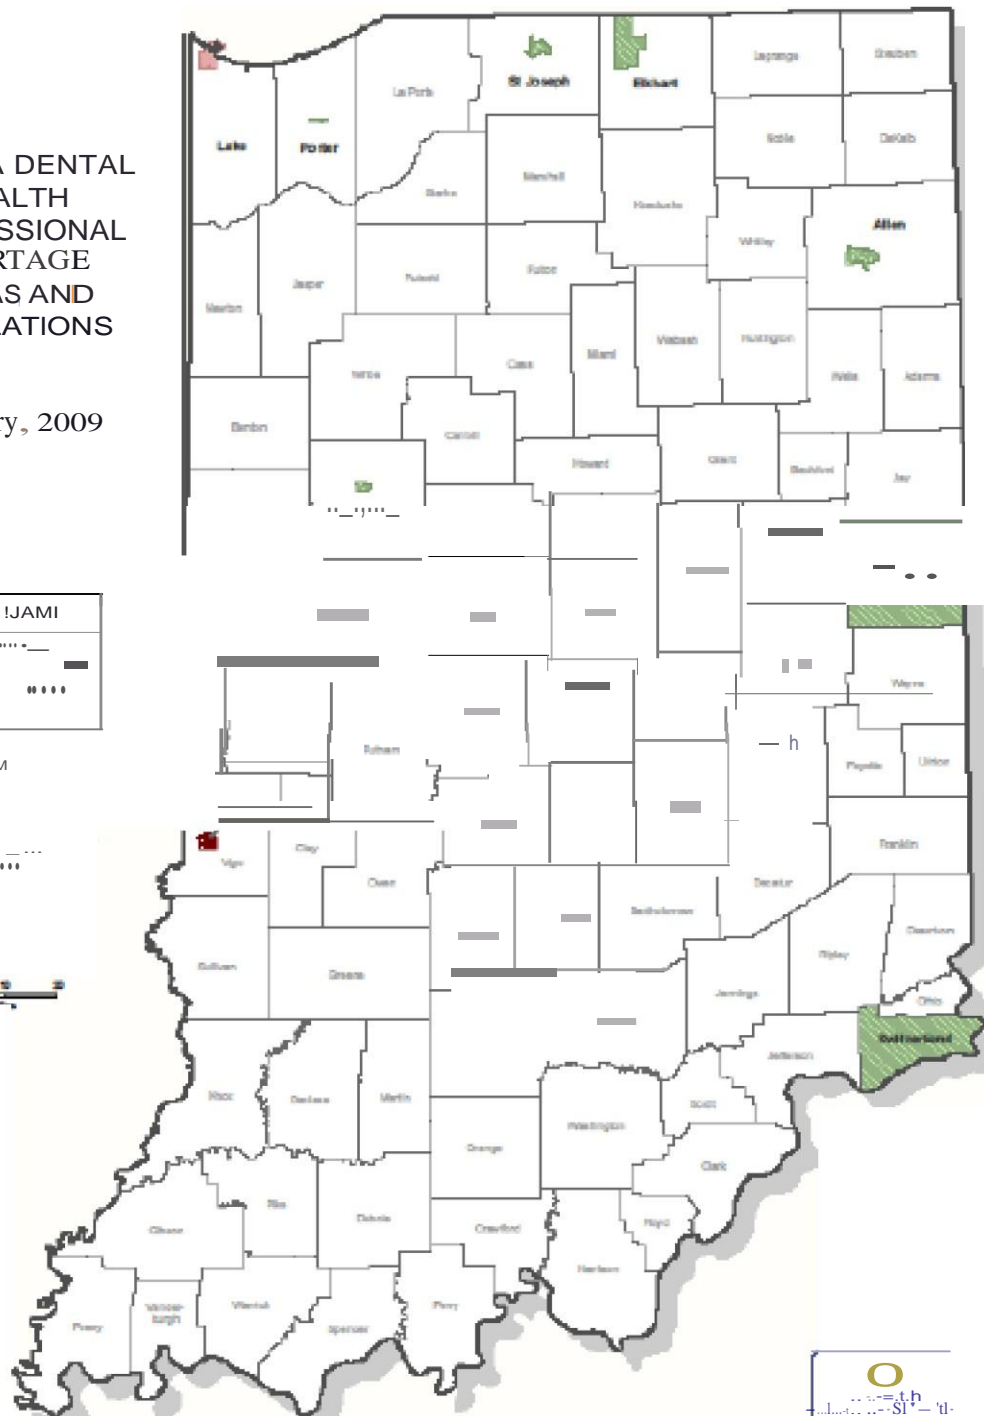 A DENTAL
ALTH
SSIONAL
RTAGE
AS AND
LATIONS
ry, 2009
!JAMI
M
Lake
Porter
La Porte
St Joseph
Elkhart
Lagrange
Steuben
Noble
DeKalb
Starke
Marshall
Kosciusko
Whitley
Allen
Newton
Jasper
Pulaski
Fulton
Miami
Wabash
Huntington
Wells
Adams
White
Cass
Benton
Carroll
Howard
Grant
Blackford
Jay
Wayne
h
Putnam
Fayette
Union
Franklin
Vigo
Clay
Owen
Decatur
Bartholomew
Dearborn
Ripley
Sullivan
Greene
Jennings
Ohio
Switzerland
Jefferson
Knox
Daviess
Martin
Scott
Washington
Orange
Clark
Pike
Dubois
Gibson
Crawford
Floyd
Harrison
Posey
Vander-
burgh
Warrick
Spencer
Perry
O